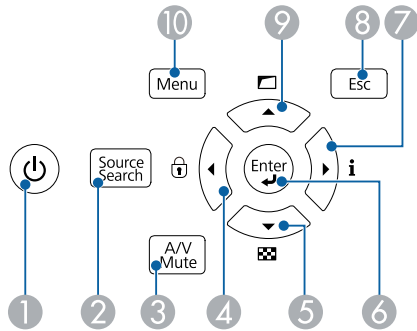 10 9 8 7
Menu
Esc
Source
Search
Enter
i
A/V
Mute
1 2 3 4 5 6